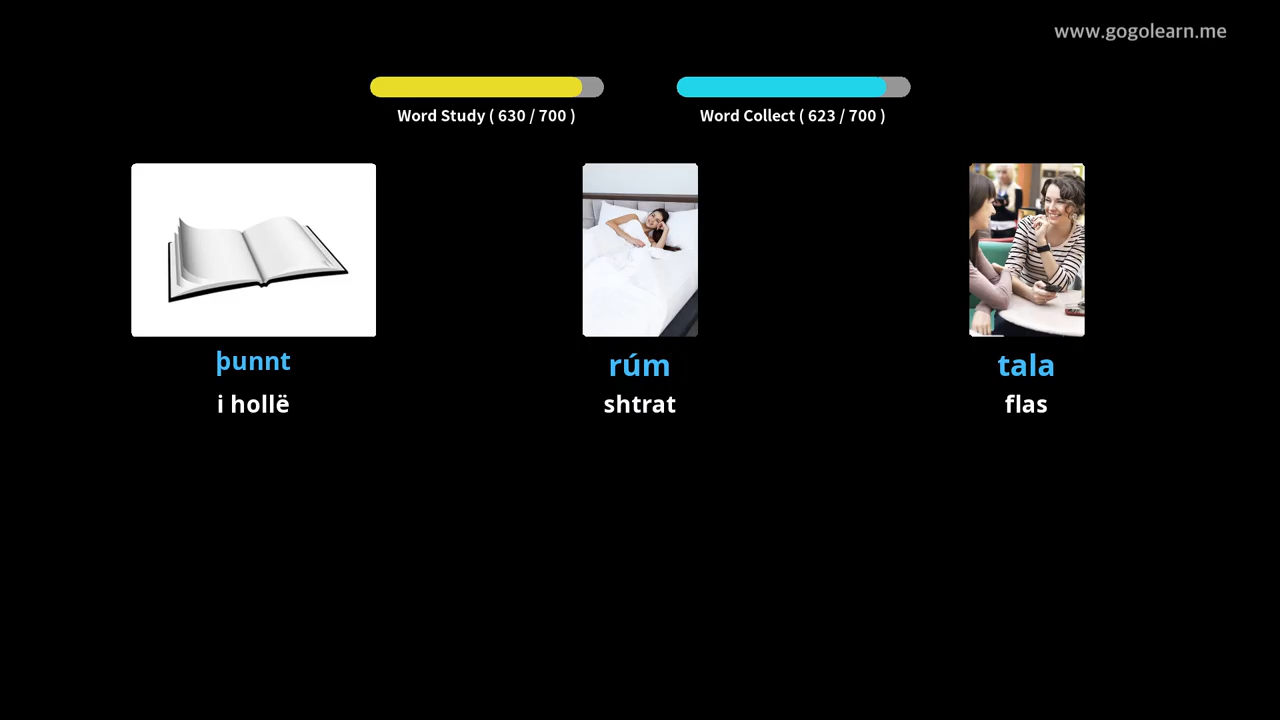 www.gogolearn.me
Word Study ( 630 / 700 )
Word Collect ( 623 / 700 )
þunnt
rúm
tala
i hollë
shtrat
flas